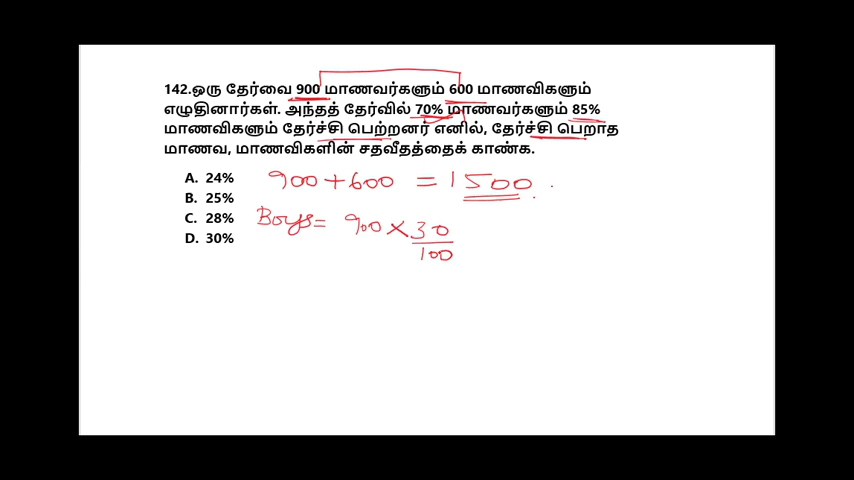 142.ஒரு தேர்வை 900 மாணவர்களும் 600 மாணவிகளும்
எழுதினார்கள். அந்தத் தேர்வில் 70% மாணவர்களும் 85%
மாணவிகளும் தேர்ச்சி பெற்றனர் எனில், தேர்ச்சி பெறாத
மாணவ, மாணவிகளின் சதவீதத்தைக் காண்க.
A. 24%
B. 25%
C. 28%
D. 30%
900 + 600 = 1500
Boys = 900 × 30
100